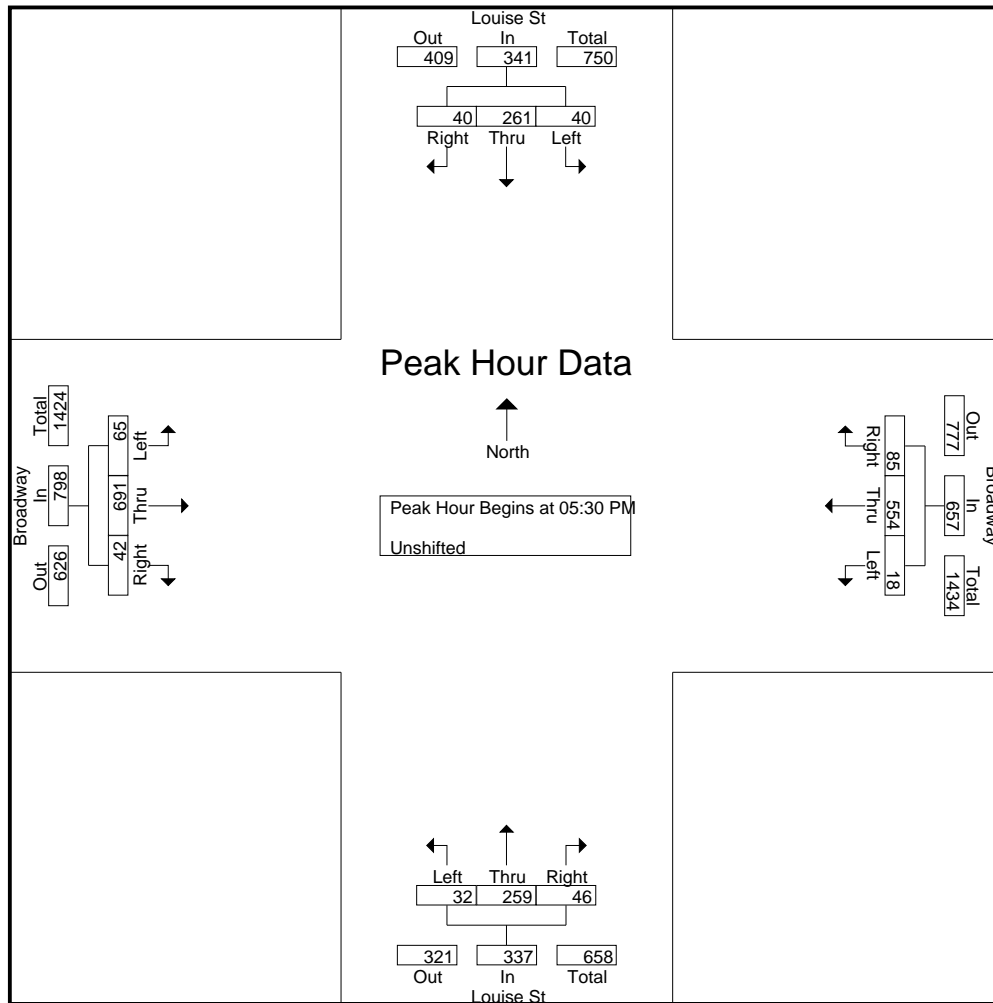 Louise St
Out In Total
409 341 750
40 261 40
Right Thru Left
Peak Hour Data
North
Peak Hour Begins at 05:30 PM
Unshifted
Broadway
Out In Total
626 798 1424
65 691 42
Left Thru Right
Broadway
Out In Total
777 657 1434
85 554 18
Right Thru Left
Left Thru Right
32 259 46
321 337 658
Out In Total
Louise St